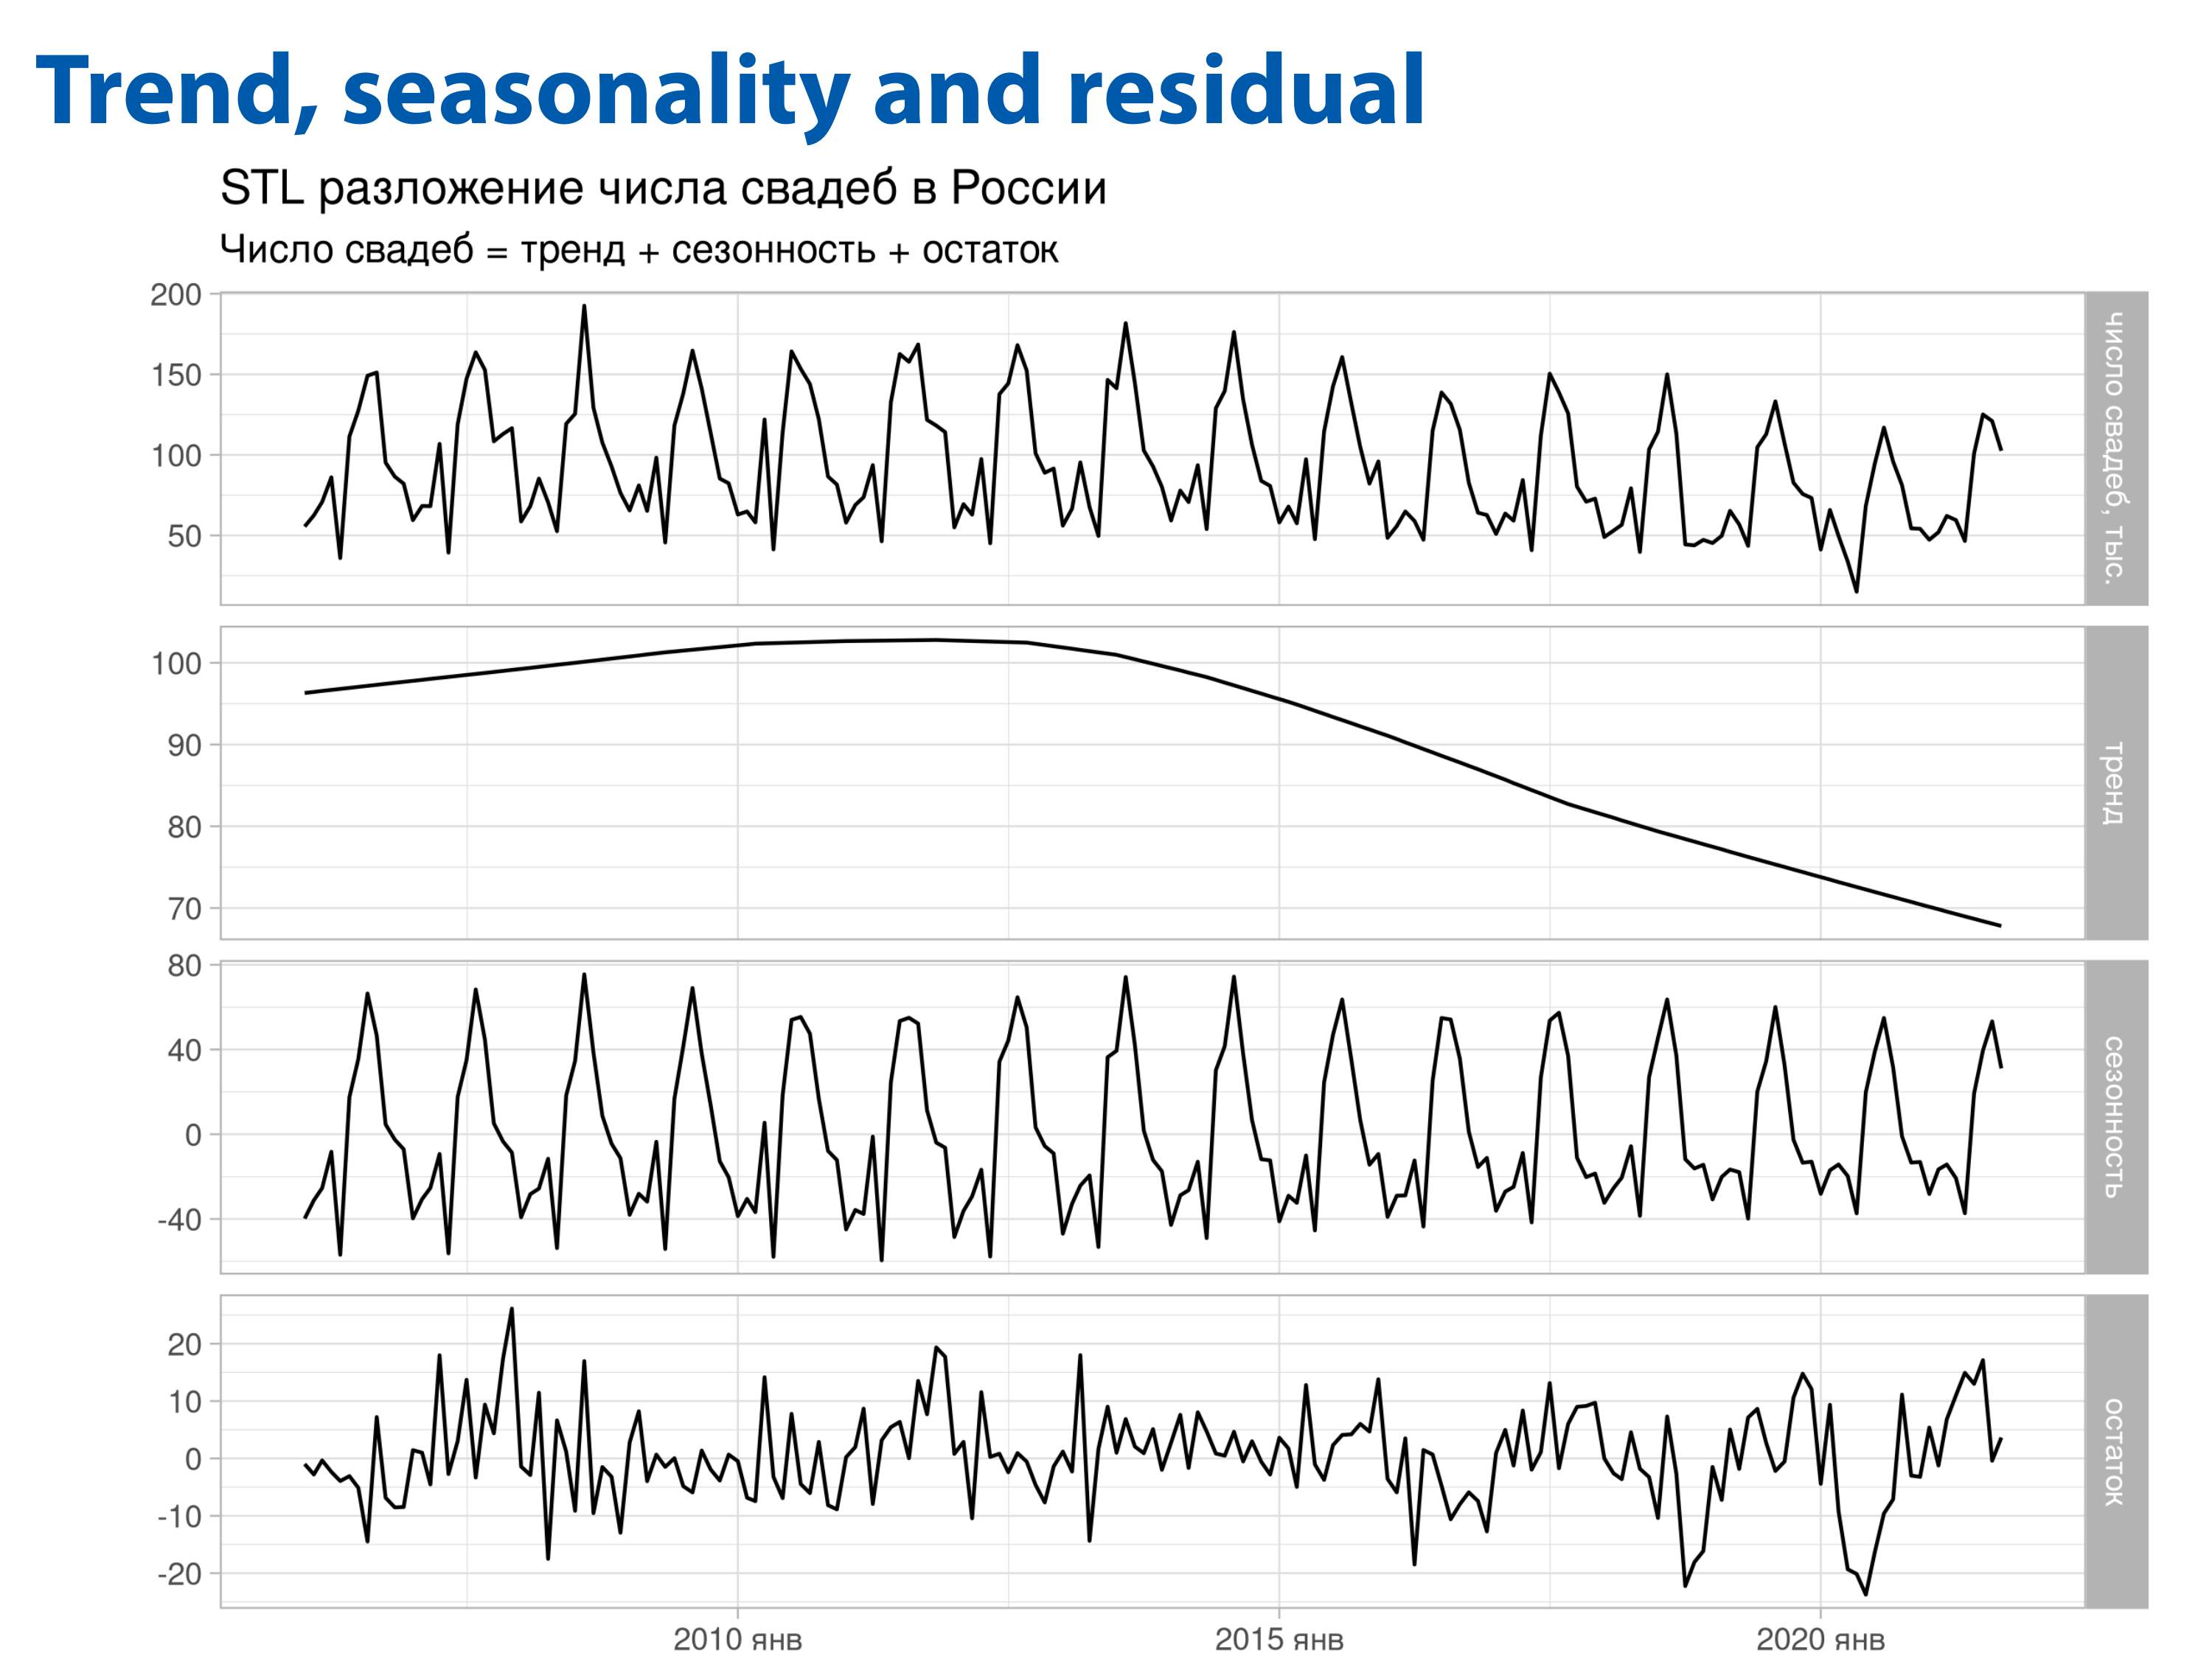 Trend, seasonality and residual
STL разложение числа свадеб в России
Число свадеб = тренд + сезонность + остаток
200
150
100
50
число свадеб, тыс.
100
90
80
70
тренд
80
40
0
-40
сезонность
20
10
0
-10
-20
остаток
2010 янв
2015 янв
2020 янв